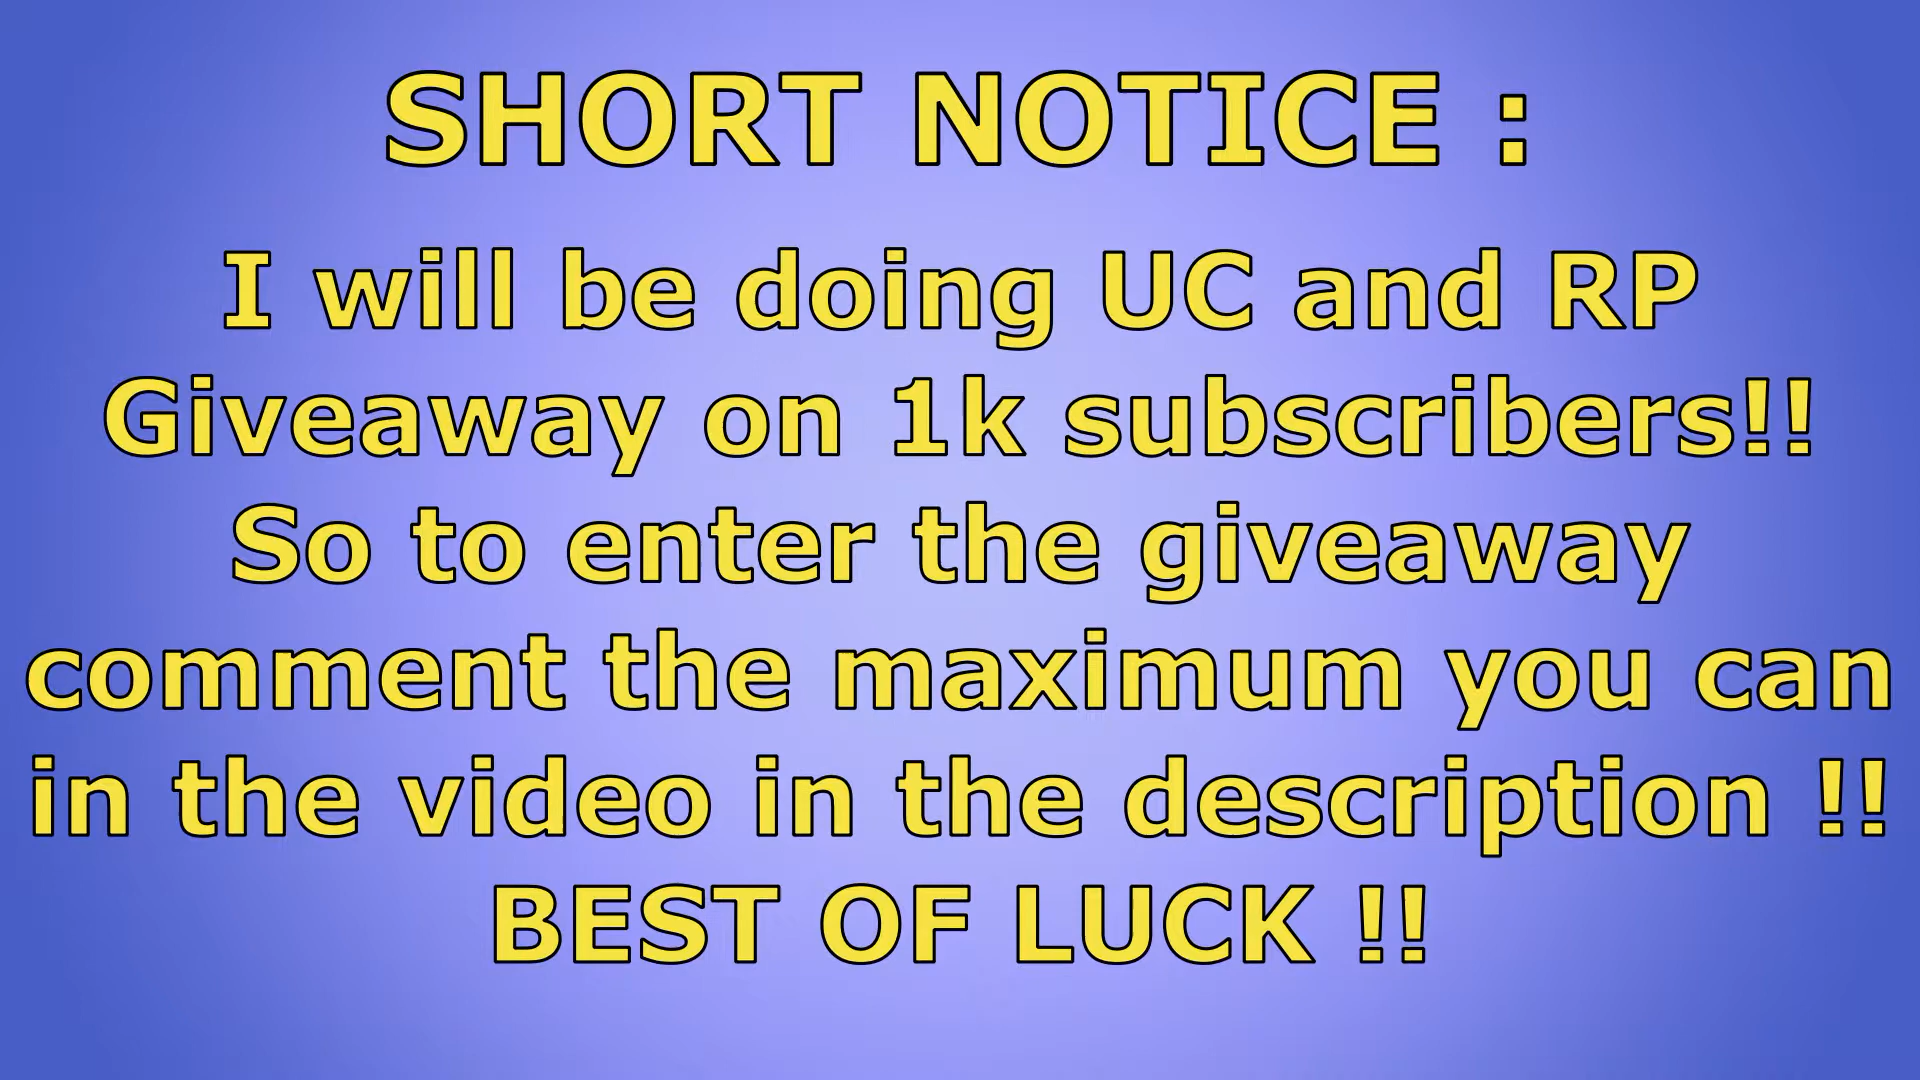 SHORT NOTICE :
I will be doing UC and RP
Giveaway on 1k subscribers!!
So to enter the giveaway
comment the maximum you can
in the video in the description !!
BEST OF LUCK !!